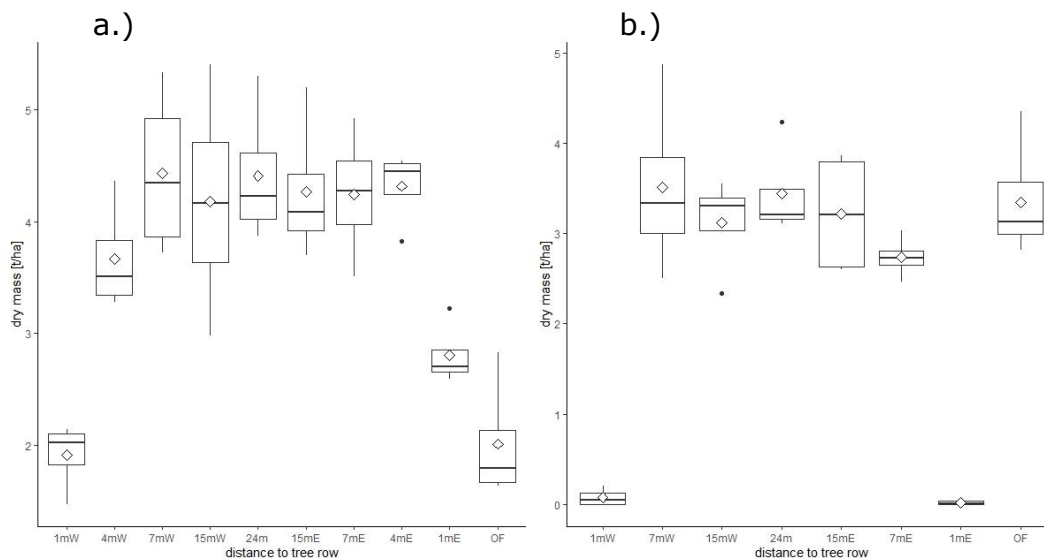 a.)
b.)
dry mass [t/ha]
5
4
3
2
1mW 4mW 7mW 15mW 24m 15mE 7mE 4mE 1mE OF
distance to tree row
dry mass [t/ha]
5
4
3
2
1
0
1mW 7mW 15mW 24m 15mE 7mE 1mE OF
distance to tree row